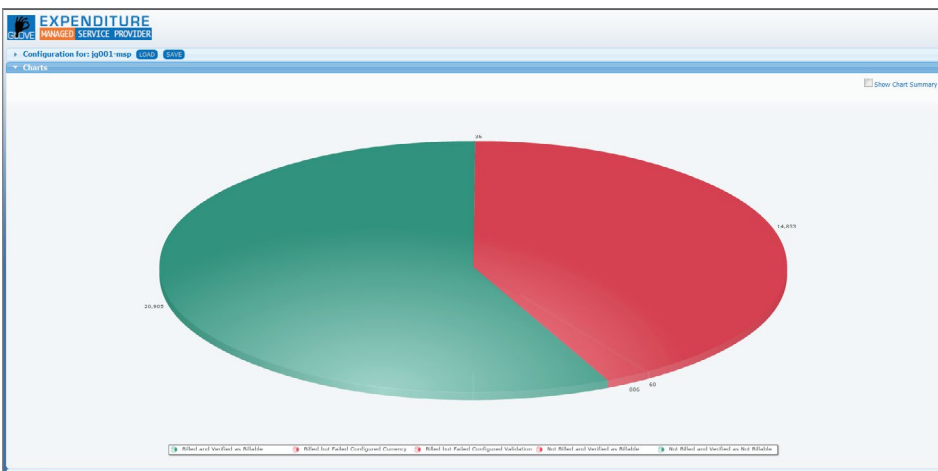 EXPENDITURE
GLOVE MANAGED SERVICE PROVIDER
Configuration for: jq001-msp LOAD SAVE
Charts
Show Chart Summary
36
14,855
20,905
60
886
Billed and Verified as Billable Billed but Failed Configured Currency Billed but Failed Configured Validation Not Billed and Verified as Billable Not Billed and Verified as Not Billable